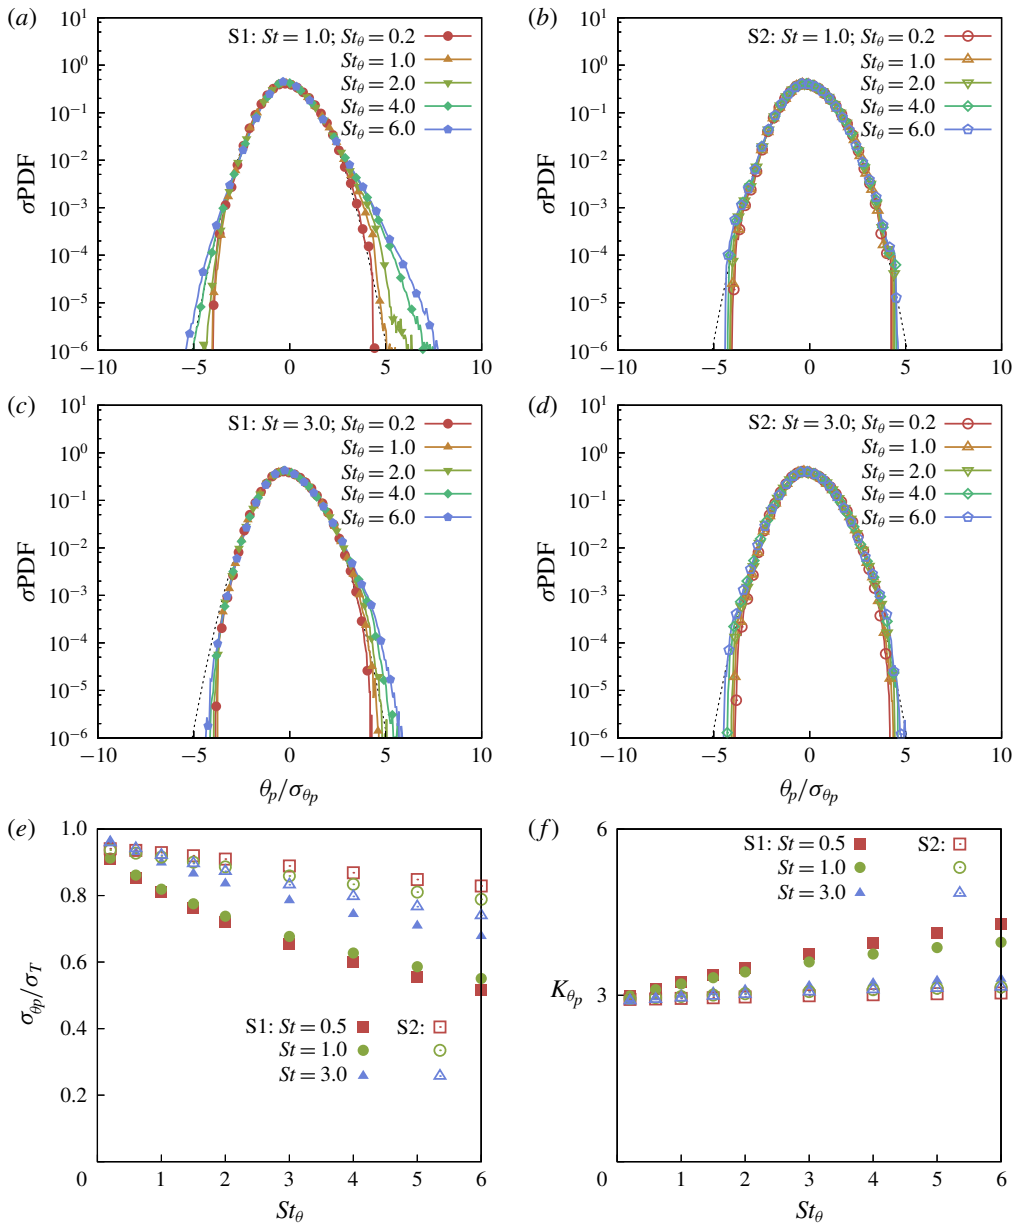 (a)
10^1
10^0
10^−1
10^−2
10^−3
10^−4
10^−5
10^−6
σPDF
S1: St = 1.0; St_θ = 0.2
St_θ = 1.0
St_θ = 2.0
St_θ = 4.0
St_θ = 6.0
−10
−5
0
5
10
(b)
10^1
10^0
10^−1
10^−2
10^−3
10^−4
10^−5
10^−6
σPDF
S2: St = 1.0; St_θ = 0.2
St_θ = 1.0
St_θ = 2.0
St_θ = 4.0
St_θ = 6.0
−10
−5
0
5
10
(c)
10^1
10^0
10^−1
10^−2
10^−3
10^−4
10^−5
10^−6
σPDF
S1: St = 3.0; St_θ = 0.2
St_θ = 1.0
St_θ = 2.0
St_θ = 4.0
St_θ = 6.0
−10
−5
0
5
10
θ_p/σ_θp
(d)
10^1
10^0
10^−1
10^−2
10^−3
10^−4
10^−5
10^−6
σPDF
S2: St = 3.0; St_θ = 0.2
St_θ = 1.0
St_θ = 2.0
St_θ = 4.0
St_θ = 6.0
−10
−5
0
5
10
θ_p/σ_θp
(e)
1.0
0.8
0.6
0.4
0.2
σ_θp/σ_T
S1: St = 0.5 S2:
St = 1.0
St = 3.0
0
1
2
3
4
5
6
St_θ
(f)
6
3
K_θp
S1: St = 0.5 S2:
St = 1.0
St = 3.0
0
1
2
3
4
5
6
St_θ